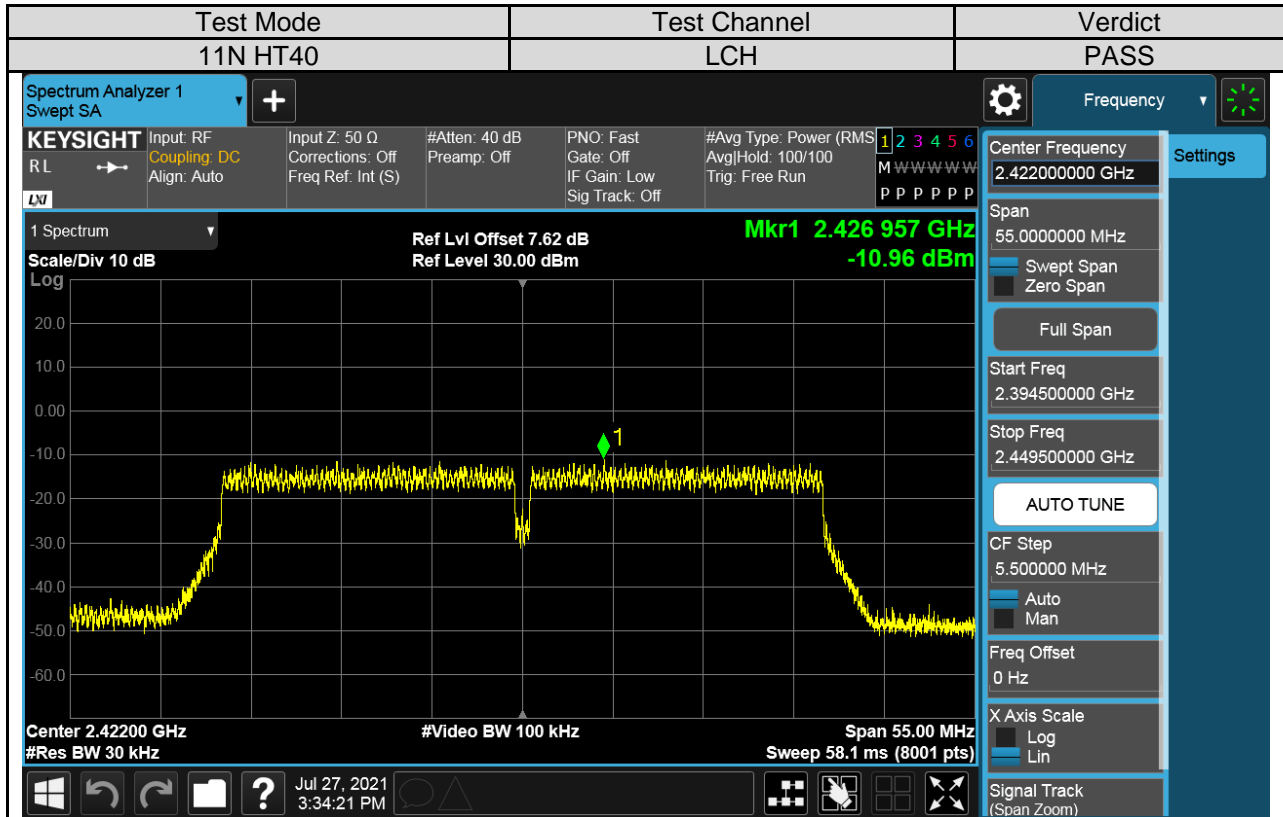 Test Mode Test Channel Verdict
11N HT40 LCH PASS
Spectrum Analyzer 1
Swept SA
Frequency
KEYSIGHT
RL
LXI
Input: RF
Coupling: DC
Align: Auto
Input Z: 50 Ω
Corrections: Off
Freq Ref: Int (S)
#Atten: 40 dB
Preamp: Off
PNO: Fast
Gate: Off
IF Gain: Low
Sig Track: Off
#Avg Type: Power (RMS
Avg|Hold: 100/100
Trig: Free Run
1 2 3 4 5 6
M W W W W W
P P P P P P
1 Spectrum
Scale/Div 10 dB
Ref Lvl Offset 7.62 dB
Ref Level 30.00 dBm
Mkr1 2.426 957 GHz
-10.96 dBm
Log
20.0
10.0
0.00
-10.0
-20.0
-30.0
-40.0
-50.0
-60.0
1
Center 2.42200 GHz
#Res BW 30 kHz
#Video BW 100 kHz
Span 55.00 MHz
Sweep 58.1 ms (8001 pts)
Center Frequency
2.422000000 GHz
Settings
Span
55.0000000 MHz
Swept Span
Zero Span
Full Span
Start Freq
2.394500000 GHz
Stop Freq
2.449500000 GHz
AUTO TUNE
CF Step
5.500000 MHz
Auto
Man
Freq Offset
0 Hz
X Axis Scale
Log
Lin
Signal Track
(Span Zoom)
?
Jul 27, 2021
3:34:21 PM